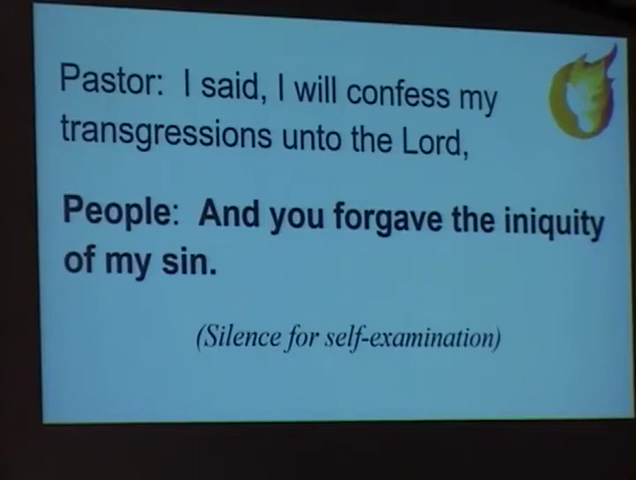 Pastor: I said, I will confess my
transgressions unto the Lord,
People: And you forgave the iniquity
of my sin.
(Silence for self-examination)